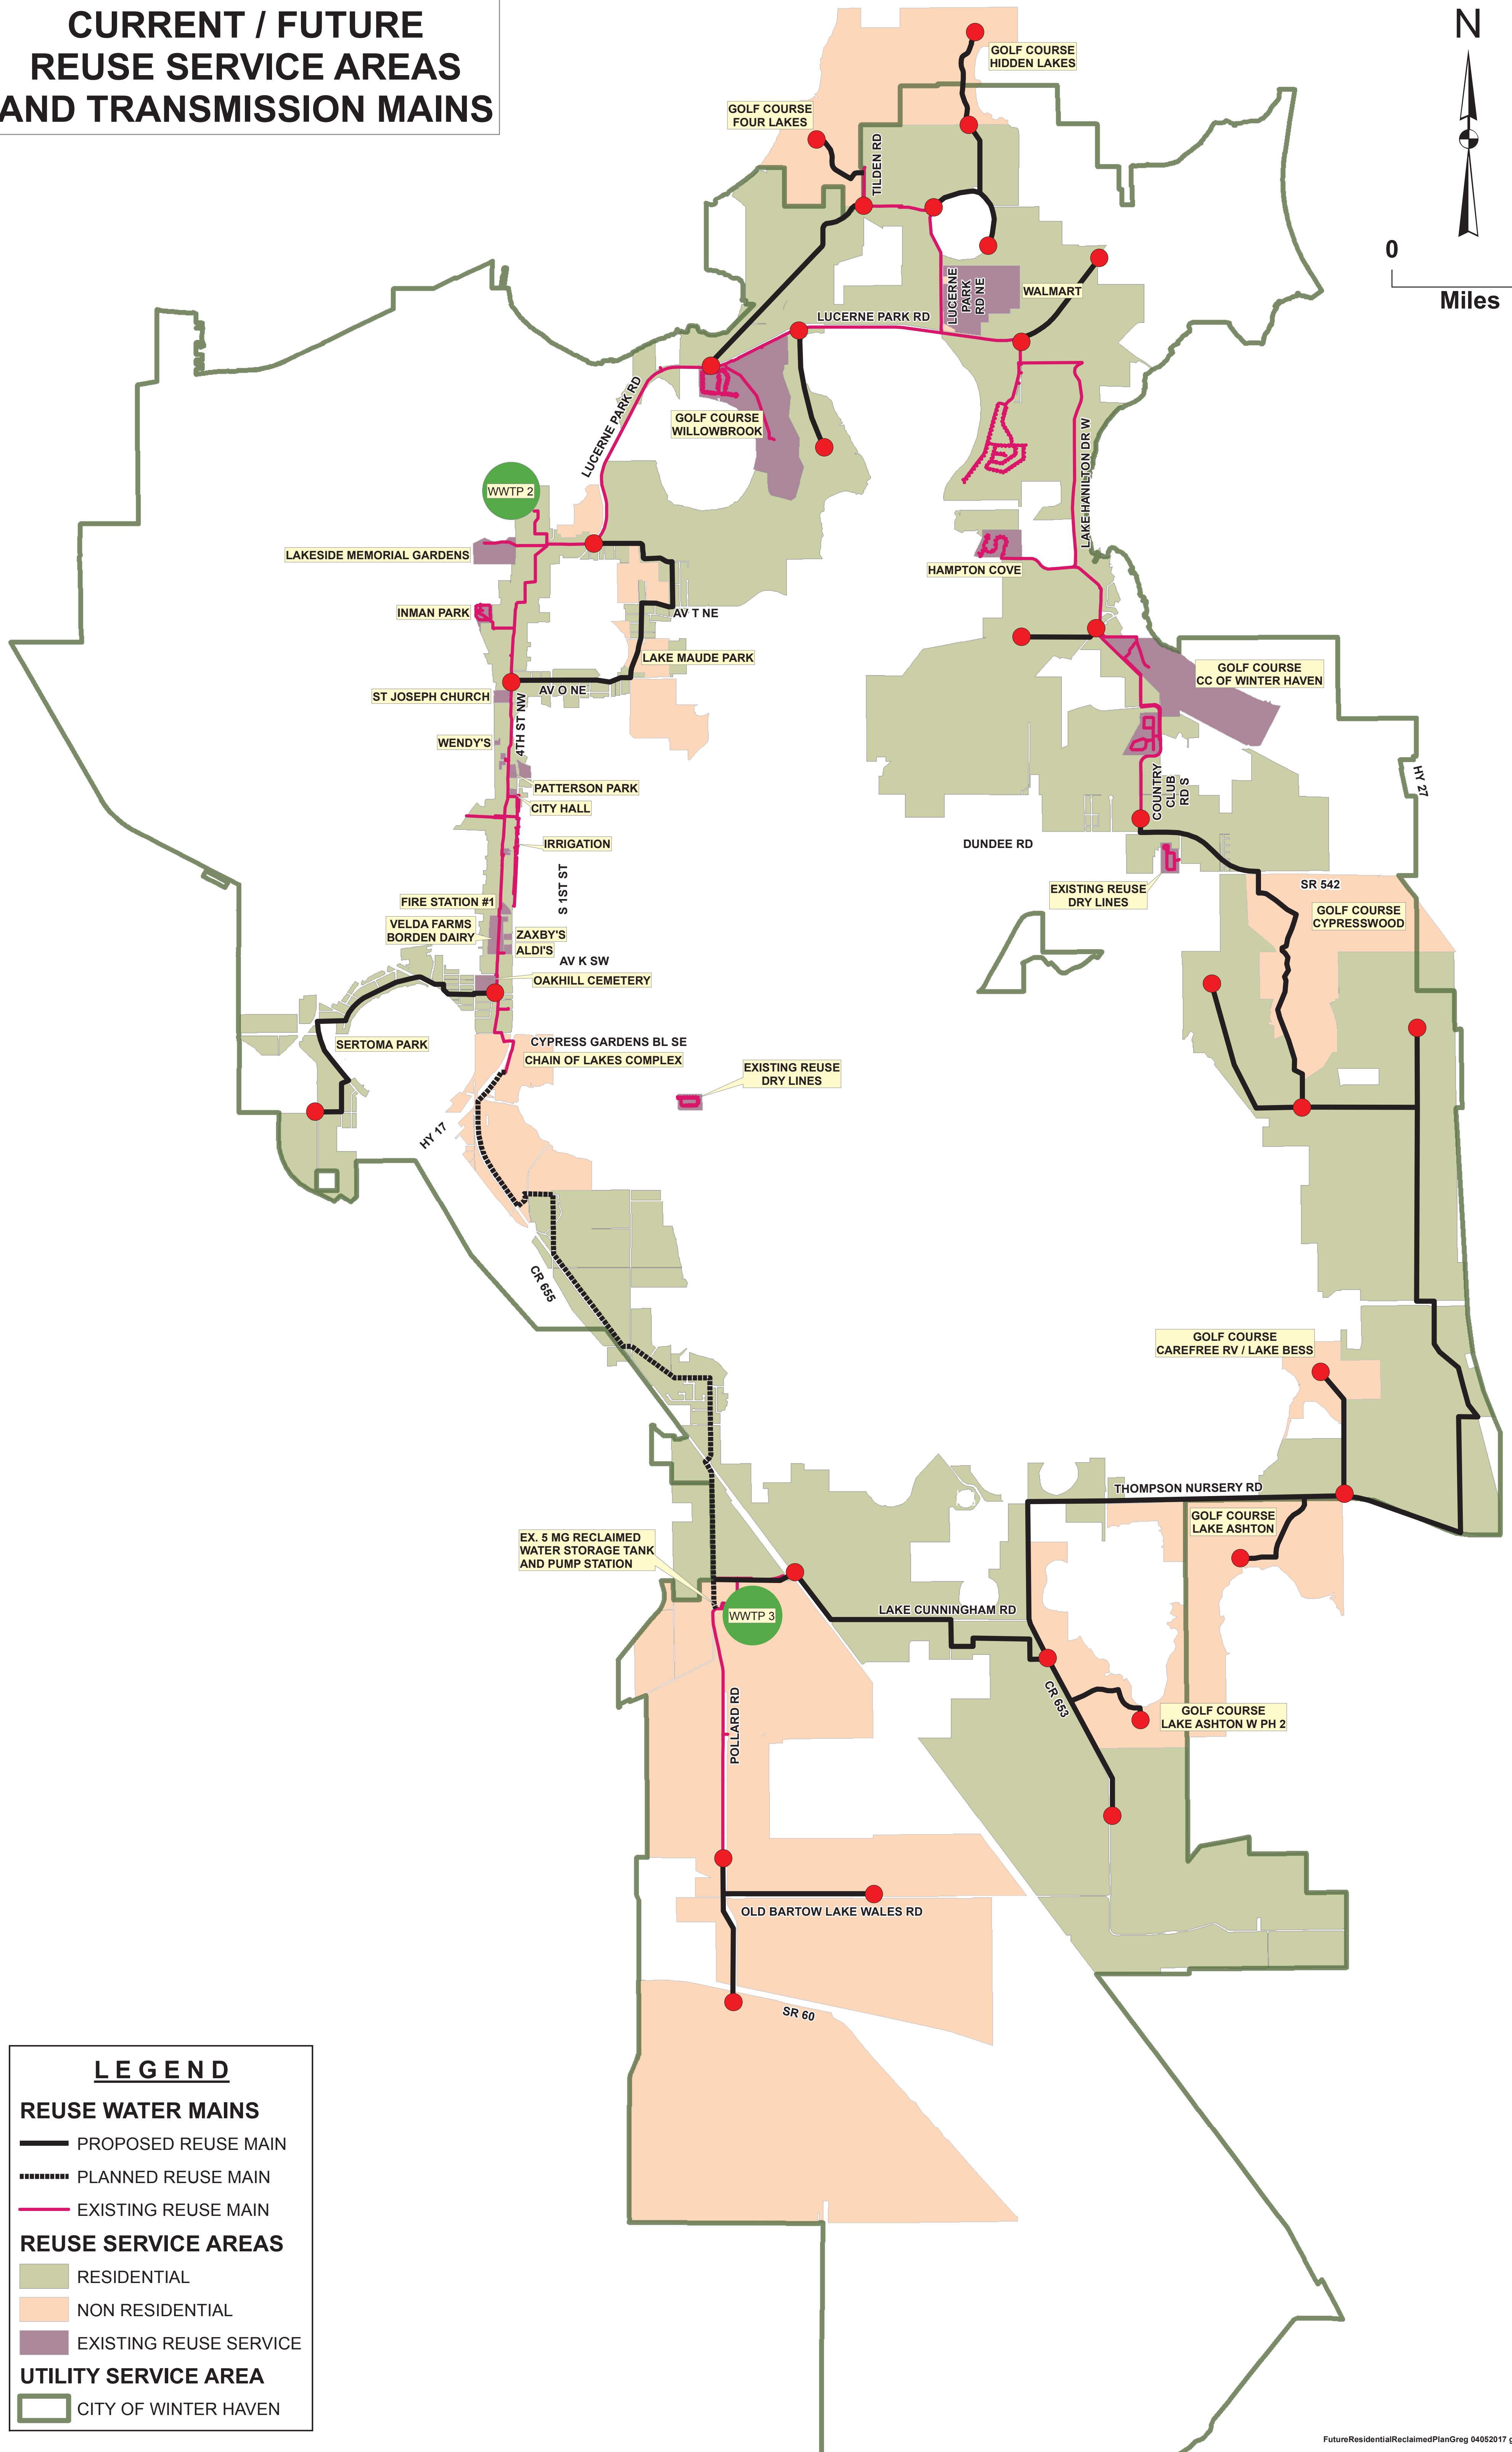 CURRENT / FUTURE
REUSE SERVICE AREAS
AND TRANSMISSION MAINS
N
0
Miles
GOLF COURSE
HIDDEN LAKES
GOLF COURSE
FOUR LAKES
TILDEN RD
LUCERNE
PARK
RD NE
WALMART
LUCERNE PARK RD
LUCERNE PARK RD
GOLF COURSE
WILLOWBROOK
LAKE HANILTON DR W
WWTP 2
LAKESIDE MEMORIAL GARDENS
HAMPTON COVE
INMAN PARK
AV T NE
LAKE MAUDE PARK
GOLF COURSE
CC OF WINTER HAVEN
ST JOSEPH CHURCH
AV O NE
4TH ST NW
WENDY'S
PATTERSON PARK
CITY HALL
COUNTRY
CLUB
RD S
HY 27
IRRIGATION
DUNDEE RD
S 1ST ST
EXISTING REUSE
DRY LINES
SR 542
FIRE STATION #1
GOLF COURSE
CYPRESSWOOD
VELDA FARMS
BORDEN DAIRY
ZAXBY'S
ALDI'S
AV K SW
OAKHILL CEMETERY
SERTOMA PARK
CYPRESS GARDENS BL SE
CHAIN OF LAKES COMPLEX
EXISTING REUSE
DRY LINES
HY 17
CR 655
GOLF COURSE
CAREFREE RV / LAKE BESS
THOMPSON NURSERY RD
GOLF COURSE
LAKE ASHTON
EX. 5 MG RECLAIMED
WATER STORAGE TANK
AND PUMP STATION
WWTP 3
LAKE CUNNINGHAM RD
CR 653
GOLF COURSE
LAKE ASHTON W PH 2
POLLARD RD
OLD BARTOW LAKE WALES RD
SR 60
LEGEND
REUSE WATER MAINS
PROPOSED REUSE MAIN
PLANNED REUSE MAIN
EXISTING REUSE MAIN
REUSE SERVICE AREAS
RESIDENTIAL
NON RESIDENTIAL
EXISTING REUSE SERVICE
UTILITY SERVICE AREA
CITY OF WINTER HAVEN
FutureResidentialReclaimedPlanGreg 04052017